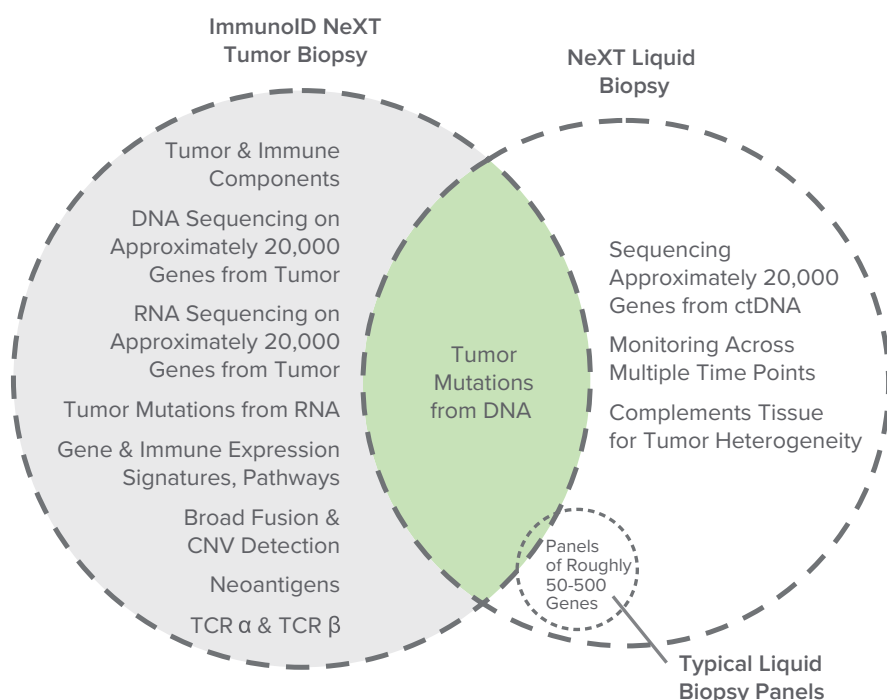 ImmunoID NeXT
Tumor Biopsy
NeXT Liquid
Biopsy
Tumor & Immune
Components
DNA Sequencing on
Approximately 20,000
Genes from Tumor
RNA Sequencing on
Approximately 20,000
Genes from Tumor
Tumor Mutations from RNA
Gene & Immune Expression
Signatures, Pathways
Broad Fusion &
CNV Detection
Neoantigens
TCR α & TCR β
Tumor
Mutations
from DNA
Sequencing
Approximately 20,000
Genes from ctDNA
Monitoring Across
Multiple Time Points
Complements Tissue
for Tumor Heterogeneity
Panels
of Roughly
50-500
Genes
Typical Liquid
Biopsy Panels